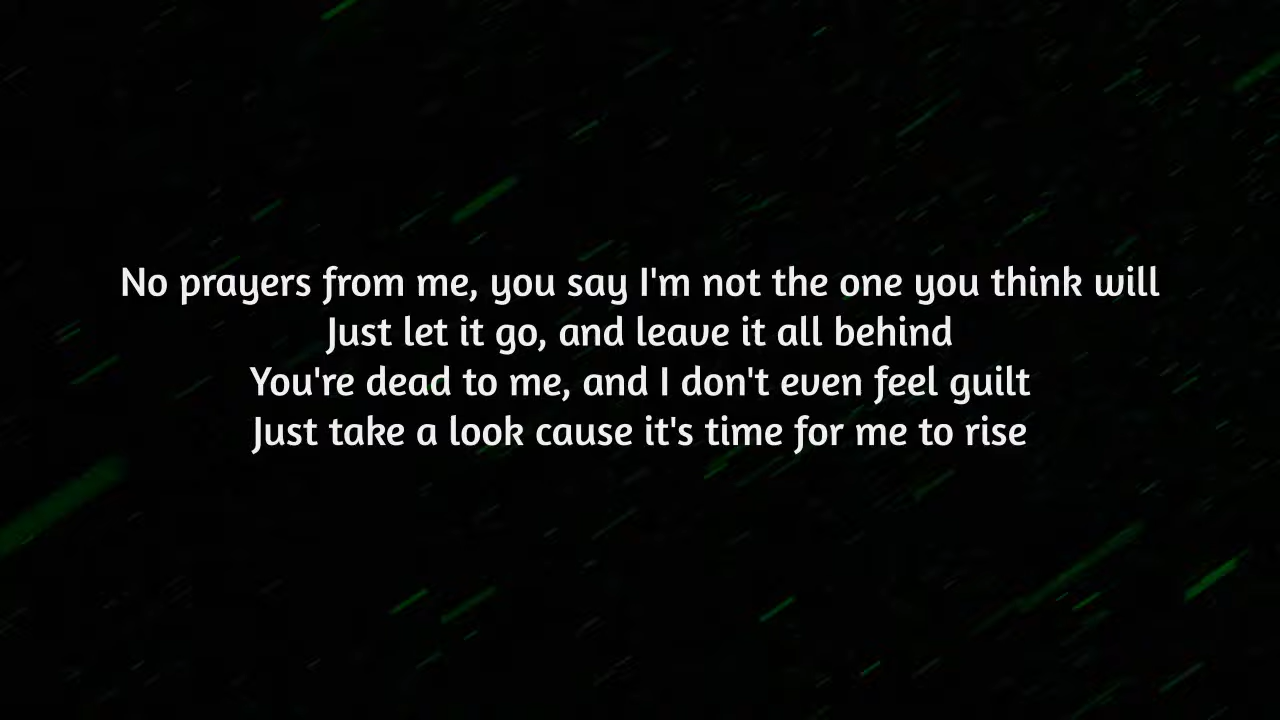 No prayers from me, you say I'm not the one you think will
Just let it go, and leave it all behind
You're dead to me, and I don't even feel guilt
Just take a look cause it's time for me to rise